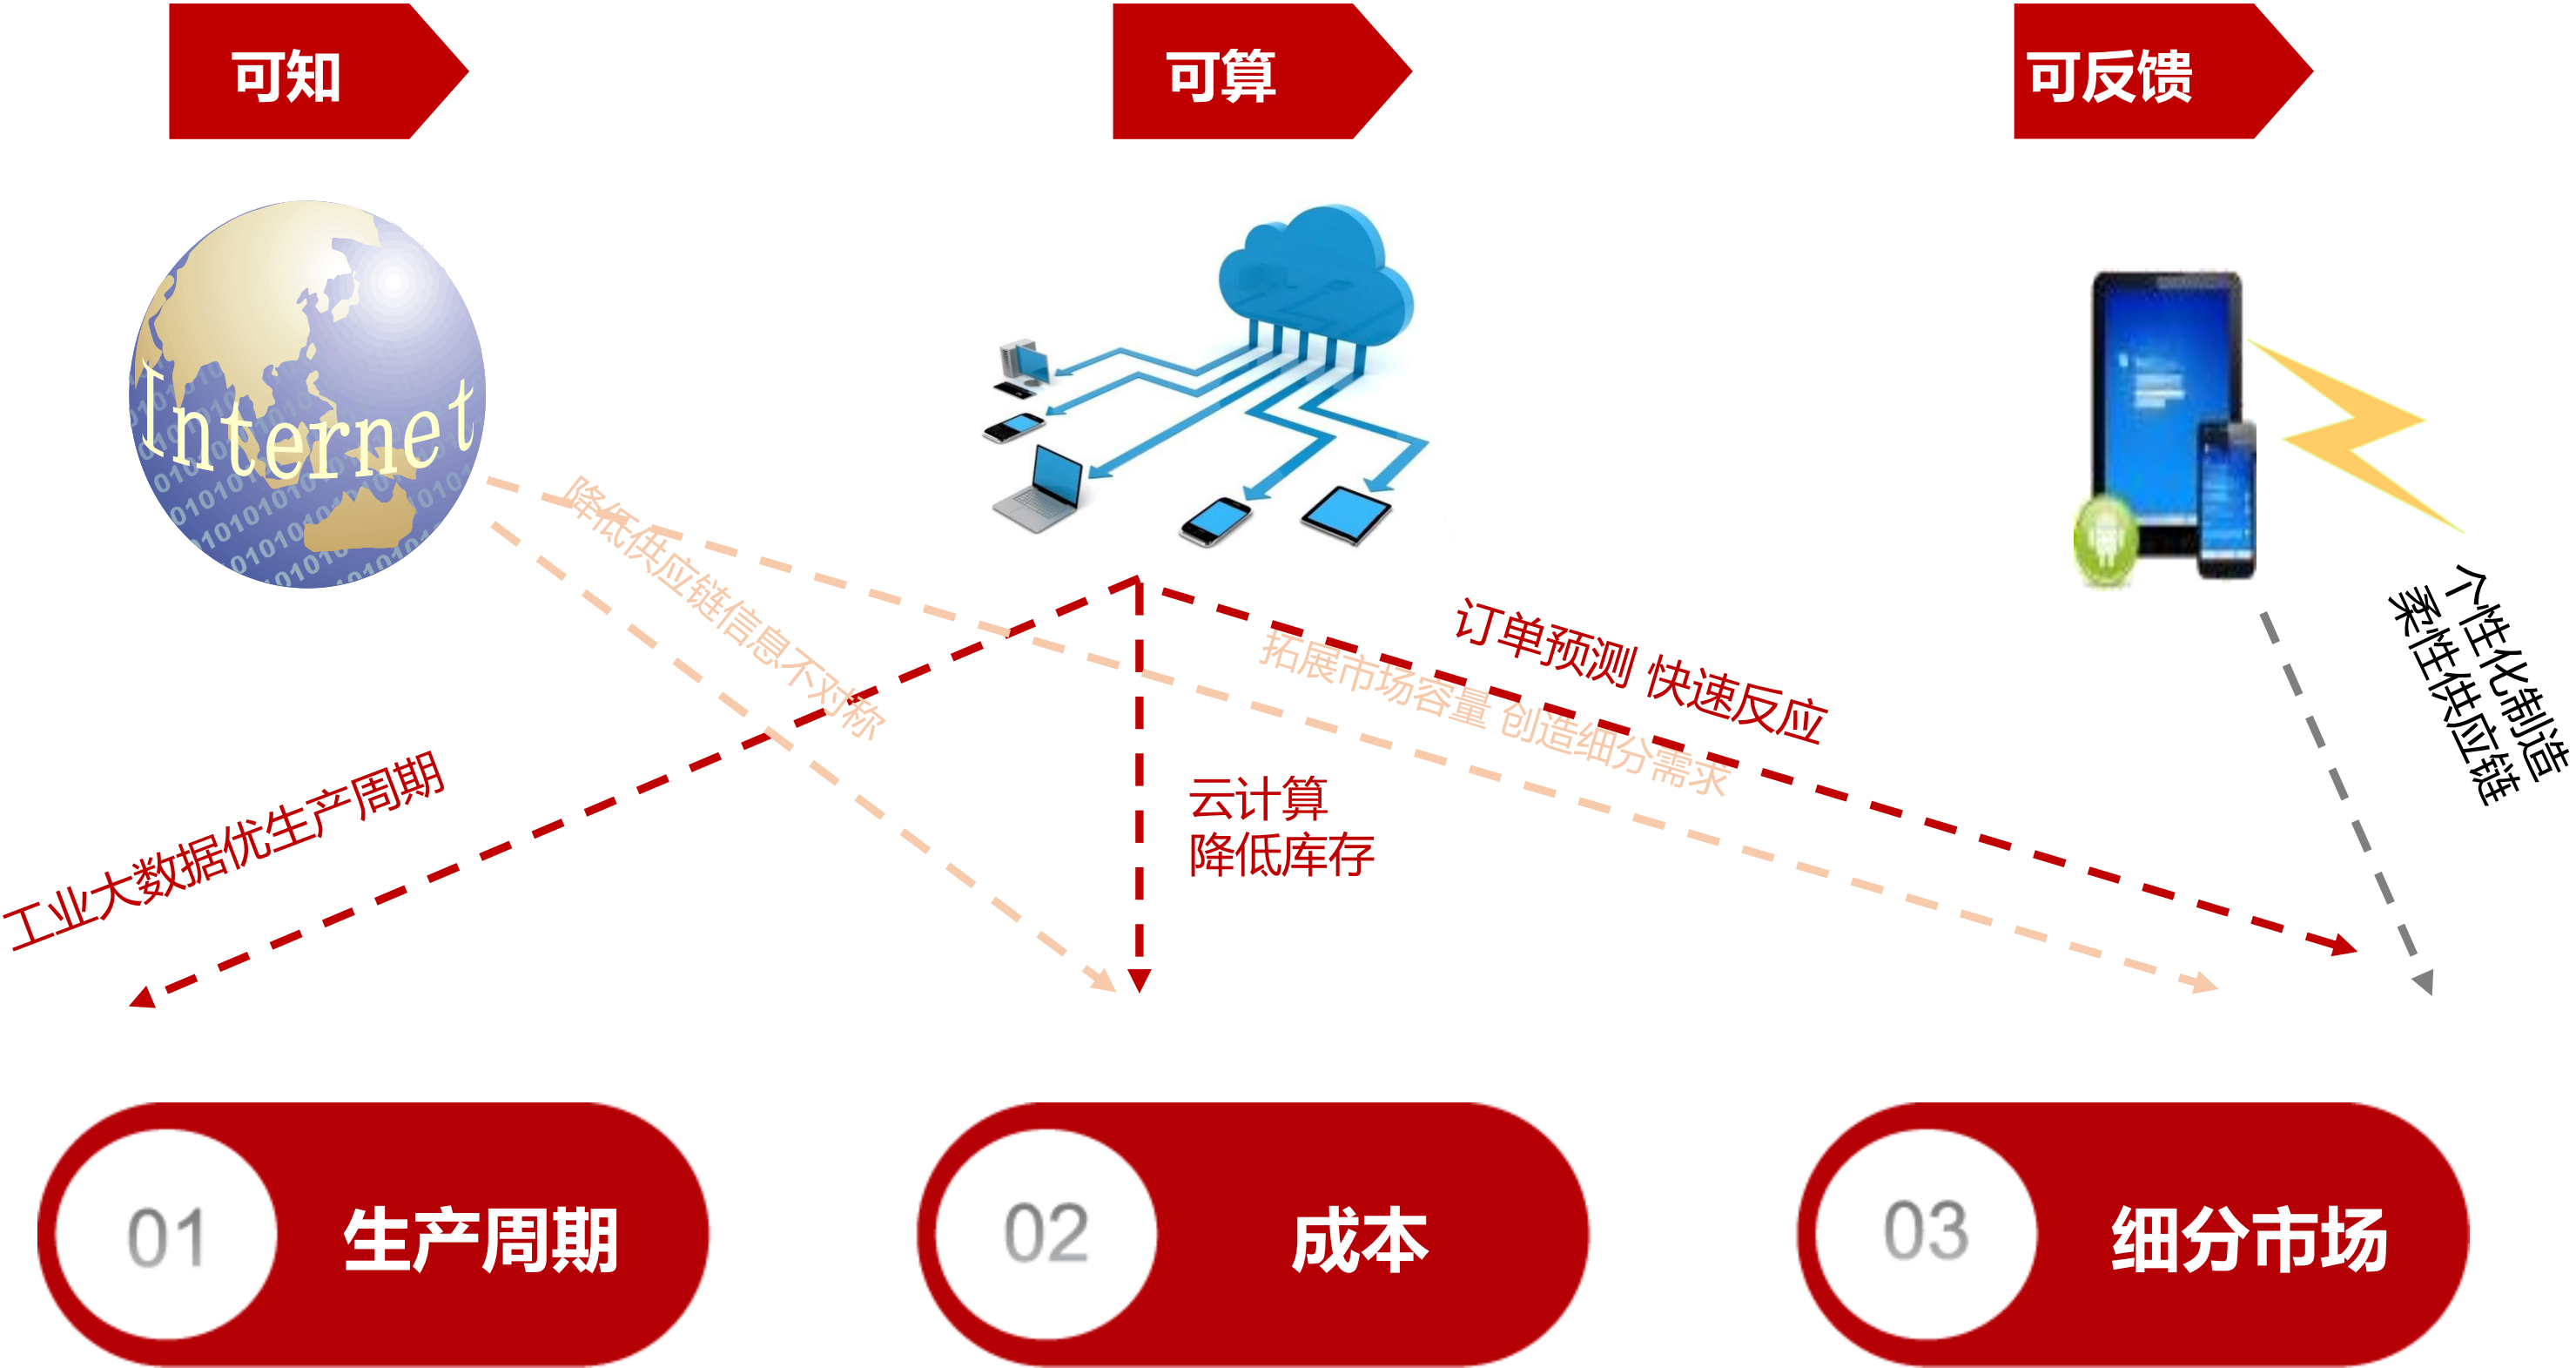 可知
可算
可反馈
Internet
降低供应链信息不对称
订单预测 快速反应
拓展市场容量 创造细分需求
个性化制造
柔性供应链
工业大数据优生产周期
云计算
降低库存
01
生产周期
02
成本
03
细分市场